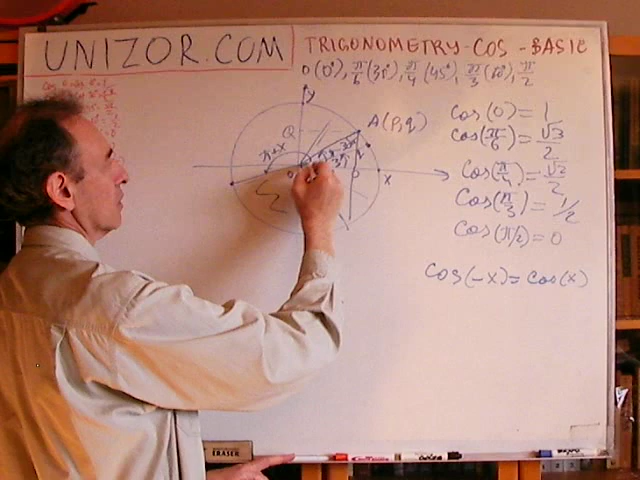 UNIZOR.COM
TRIGONOMETRY-COS-BASIC
0(0°), π/6(30°), π/4(45°), π/3(60°), π/2
y
Q
A(p,q)
π+x
q
0
x
cos(0)=1
cos(π/6)=√3/2
cos(π/4)=√2/2
cos(π/3)=1/2
cos(π/2)=0
cos(-x)=cos(x)
ERASER